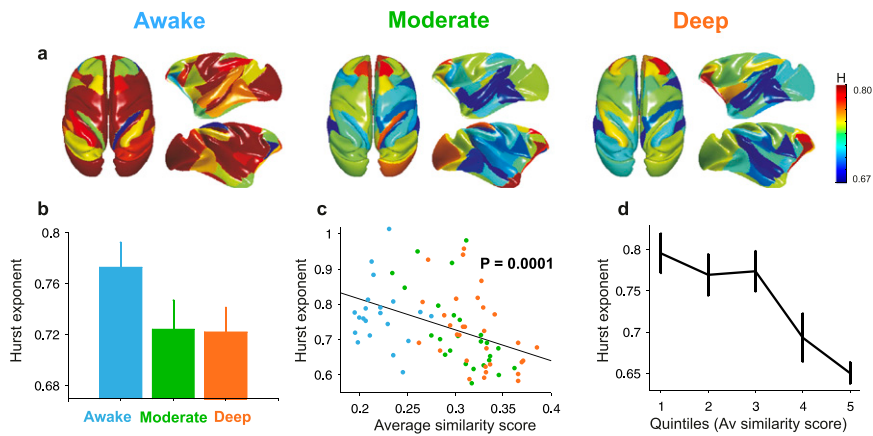 Awake Moderate Deep
a
H
0.80
0.67
b
Hurst exponent
0.8
0.76
0.72
0.68
Awake Moderate Deep
c
Hurst exponent
1
0.9
0.8
0.7
0.6
P = 0.0001
0.2 0.25 0.3 0.35 0.4
Average similarity score
d
Hurst exponent
0.8
0.75
0.7
0.65
1 2 3 4 5
Quintiles (Av similarity score)